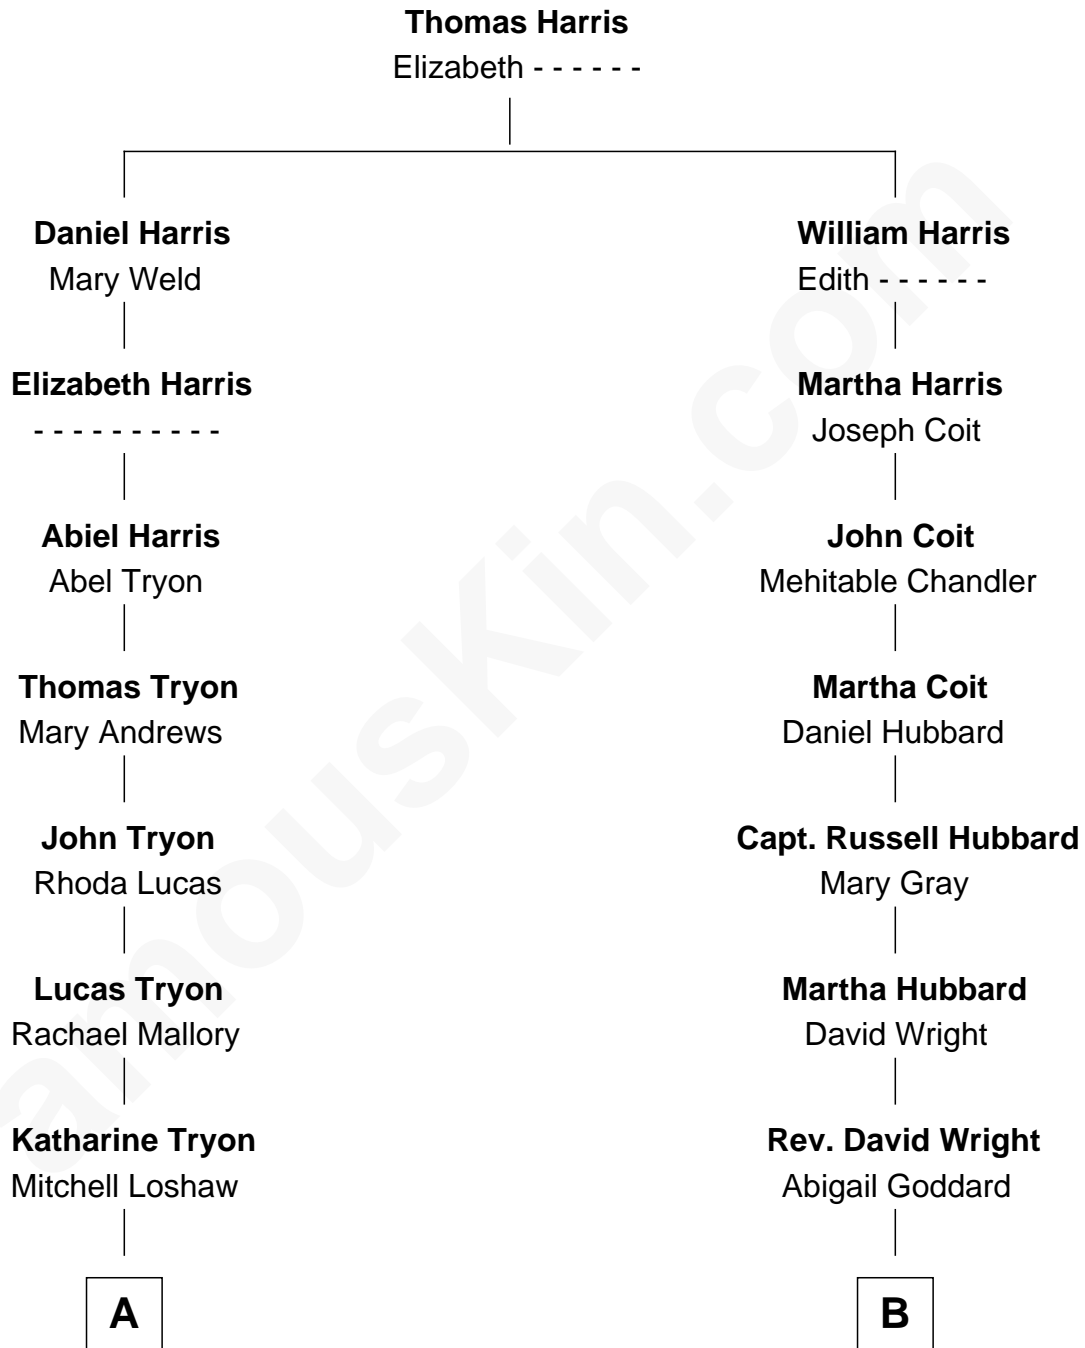 Thomas Harris
Elizabeth - - - - - -
Daniel Harris
Mary Weld
William Harris
Edith - - - - - -
Elizabeth Harris
- - - - - - - - - -
Martha Harris
Joseph Coit
Abiel Harris
Abel Tryon
John Coit
Mehitable Chandler
Thomas Tryon
Mary Andrews
Martha Coit
Daniel Hubbard
John Tryon
Rhoda Lucas
Capt. Russell Hubbard
Mary Gray
Lucas Tryon
Rachael Mallory
Martha Hubbard
David Wright
Katharine Tryon
Mitchell Loshaw
Rev. David Wright
Abigail Goddard
A
B
amousKin.com